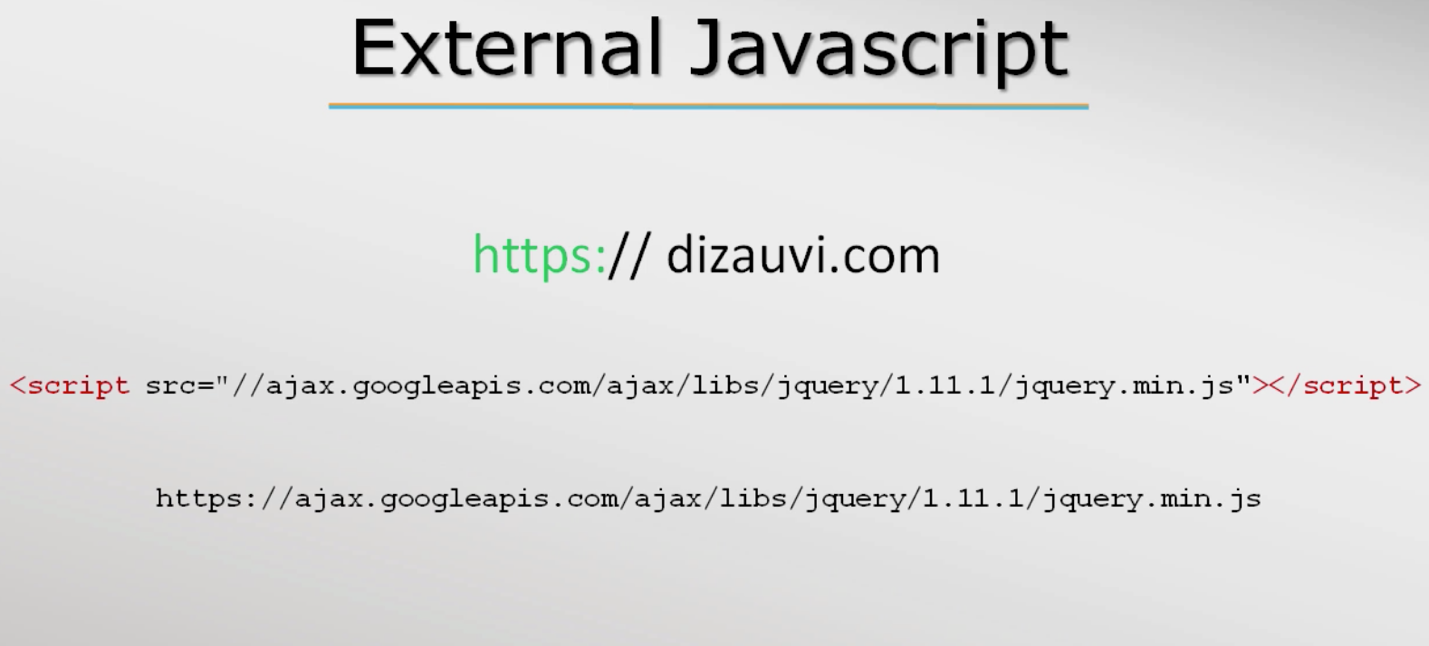 External Javascript
https:// dizauvi.com
<script src="//ajax.googleapis.com/ajax/libs/jquery/1.11.1/jquery.min.js"></script>
https://ajax.googleapis.com/ajax/libs/jquery/1.11.1/jquery.min.js